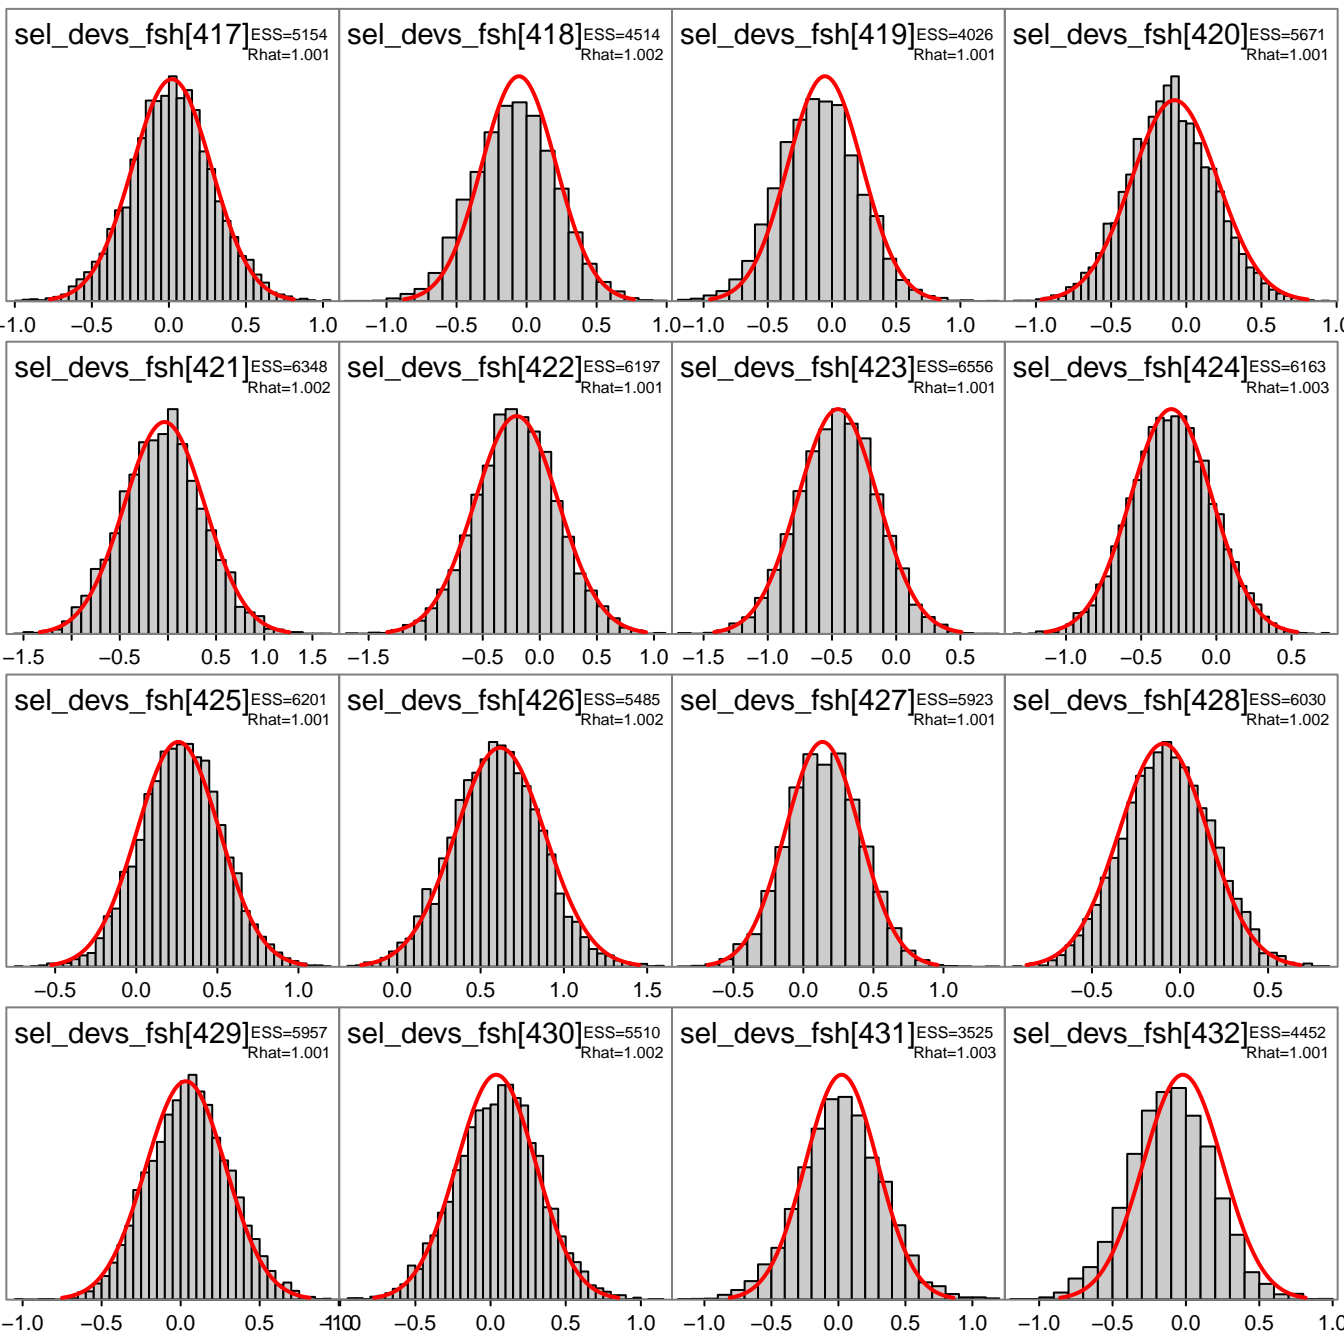 sel_devs_fsh[417] ESS=5154
Rhat=1.001
sel_devs_fsh[418] ESS=4514
Rhat=1.002
sel_devs_fsh[419] ESS=4026
Rhat=1.001
sel_devs_fsh[420] ESS=5671
Rhat=1.001
−1.0 −0.5 0.0 0.5 1.0
−1.0 −0.5 0.0 0.5 1.0
−1.0 −0.5 0.0 0.5 1.0
−1.0 −0.5 0.0 0.5 1.0
sel_devs_fsh[421] ESS=6348
Rhat=1.002
sel_devs_fsh[422] ESS=6197
Rhat=1.001
sel_devs_fsh[423] ESS=6556
Rhat=1.001
sel_devs_fsh[424] ESS=6163
Rhat=1.003
−1.5 −0.5 0.5 1.0 1.5
−1.5 −0.5 0.0 0.5 1.0
−1.5 −1.0 −0.5 0.0 0.5
−1.0 −0.5 0.0 0.5
sel_devs_fsh[425] ESS=6201
Rhat=1.001
sel_devs_fsh[426] ESS=5485
Rhat=1.002
sel_devs_fsh[427] ESS=5923
Rhat=1.001
sel_devs_fsh[428] ESS=6030
Rhat=1.002
−0.5 0.0 0.5 1.0
0.0 0.5 1.0 1.5
−0.5 0.0 0.5 1.0
−0.5 0.0 0.5
sel_devs_fsh[429] ESS=5957
Rhat=1.001
sel_devs_fsh[430] ESS=5510
Rhat=1.002
sel_devs_fsh[431] ESS=3525
Rhat=1.003
sel_devs_fsh[432] ESS=4452
Rhat=1.001
−1.0 −0.5 0.0 0.5 1.0
−1.0 −0.5 0.0 0.5 1.0
−1.0 −0.5 0.0 0.5 1.0
−1.0 −0.5 0.0 0.5 1.0